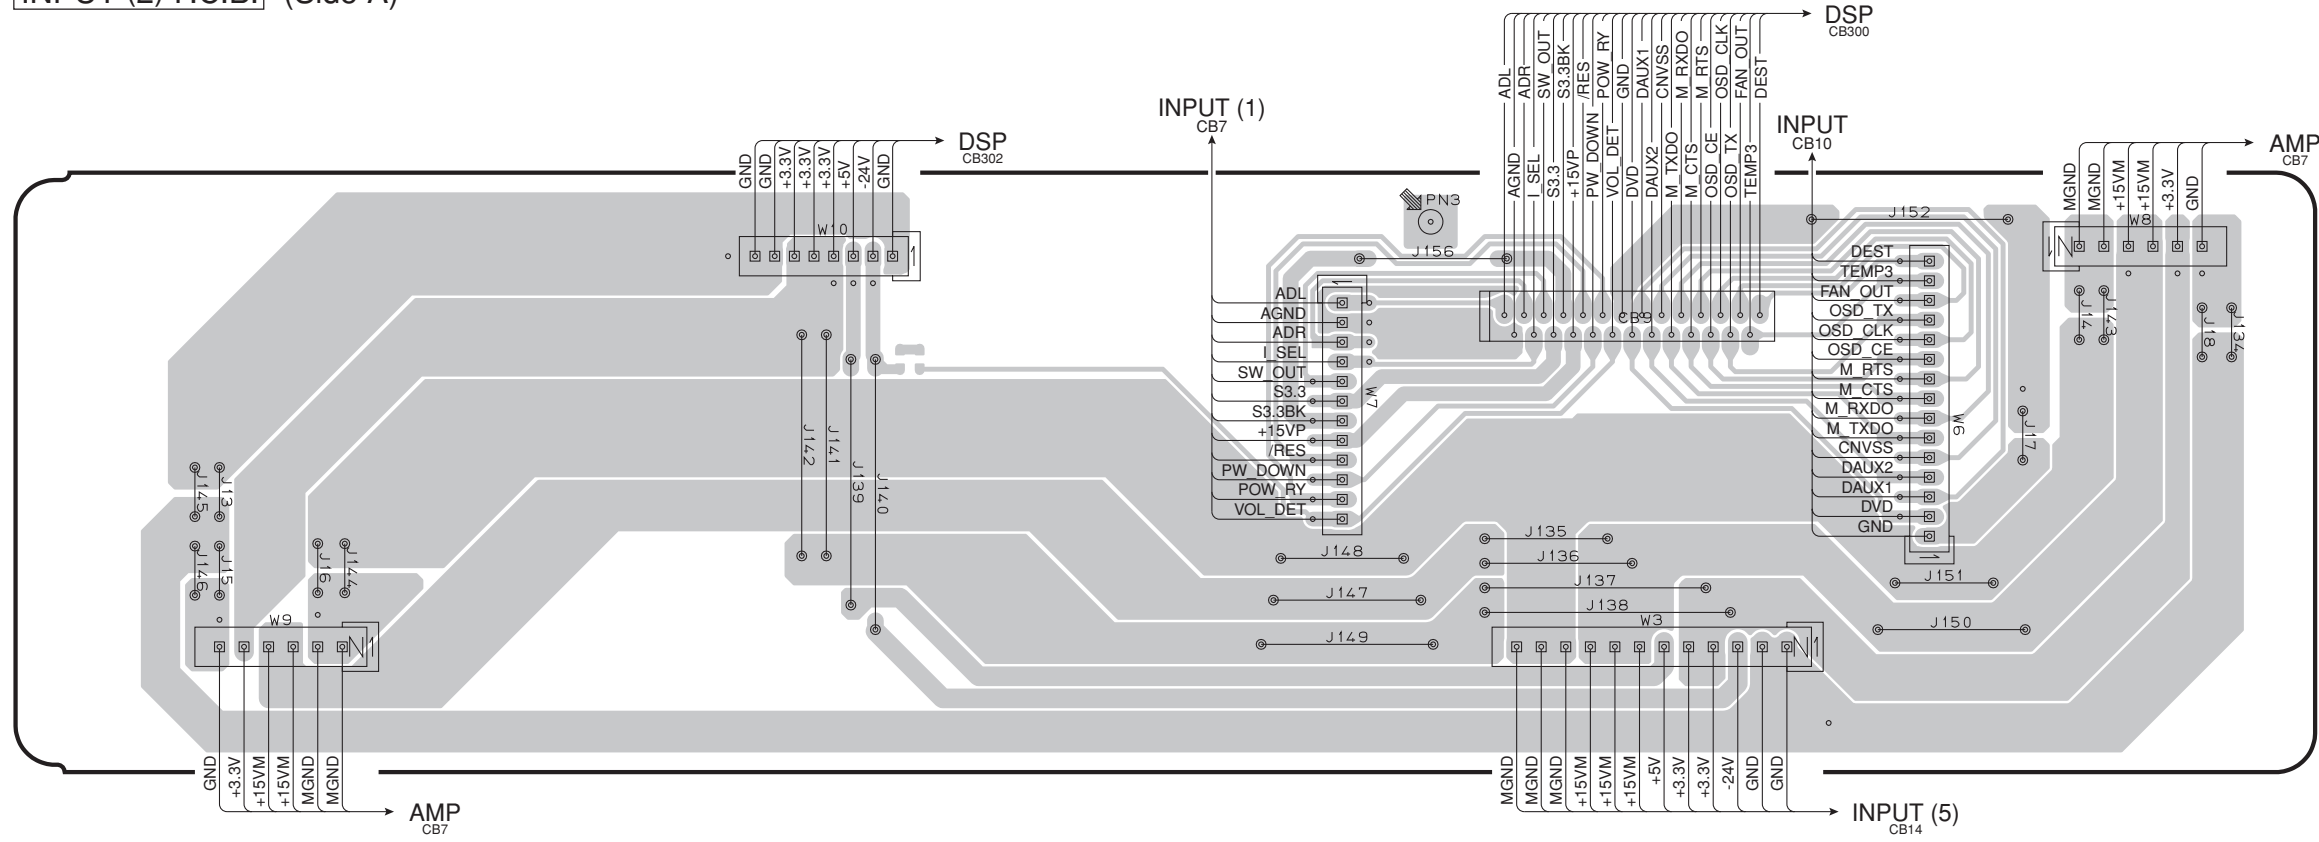 INPUT (2) P.C.B. (Side A)
DSP
CB300
ADL
ADR
SW_OUT
S3.3BK
/RES
POW_RY
GND
DAUX1
CNVSS
M_RXDO
M_RTS
OSD_CLK
FAN_OUT
DEST
AGND
I_SEL
S3.3
+15VP
PW_DOWN
VOL_DET
DVD
DAUX2
M_TXDO
M_CTS
OSD_CE
OSD_TX
TEMP3
INPUT (1)
CB7
INPUT
CB10
AMP
CB7
DSP
CB302
GND
GND
+3.3V
+3.3V
+3.3V
+5V
-24V
GND
MGND
MGND
+15VM
+15VM
+3.3V
GND
W10
1
PN3
J156
J152
W8
N
ADL
AGND
ADR
I_SEL
SW_OUT
S3.3
S3.3BK
+15VP
/RES
PW_DOWN
POW_RY
VOL_DET
1
W7
CB9
DEST
TEMP3
FAN_OUT
OSD_TX
OSD_CLK
OSD_CE
M_RTS
M_CTS
M_RXDO
M_TXDO
CNVSS
DAUX2
DAUX1
DVD
GND
W6
1
J14
J143
J18
J134
J17
J142
J141
J139
J140
J145
J13
J146
J15
J16
J144
J148
J147
J149
J135
J136
J137
J138
J151
J150
W9
N1
W3
N1
GND
+3.3V
+15VM
+15VM
MGND
MGND
AMP
CB7
MGND
MGND
MGND
+15VM
+15VM
+15VM
+5V
+3.3V
+3.3V
-24V
GND
GND
INPUT (5)
CB14